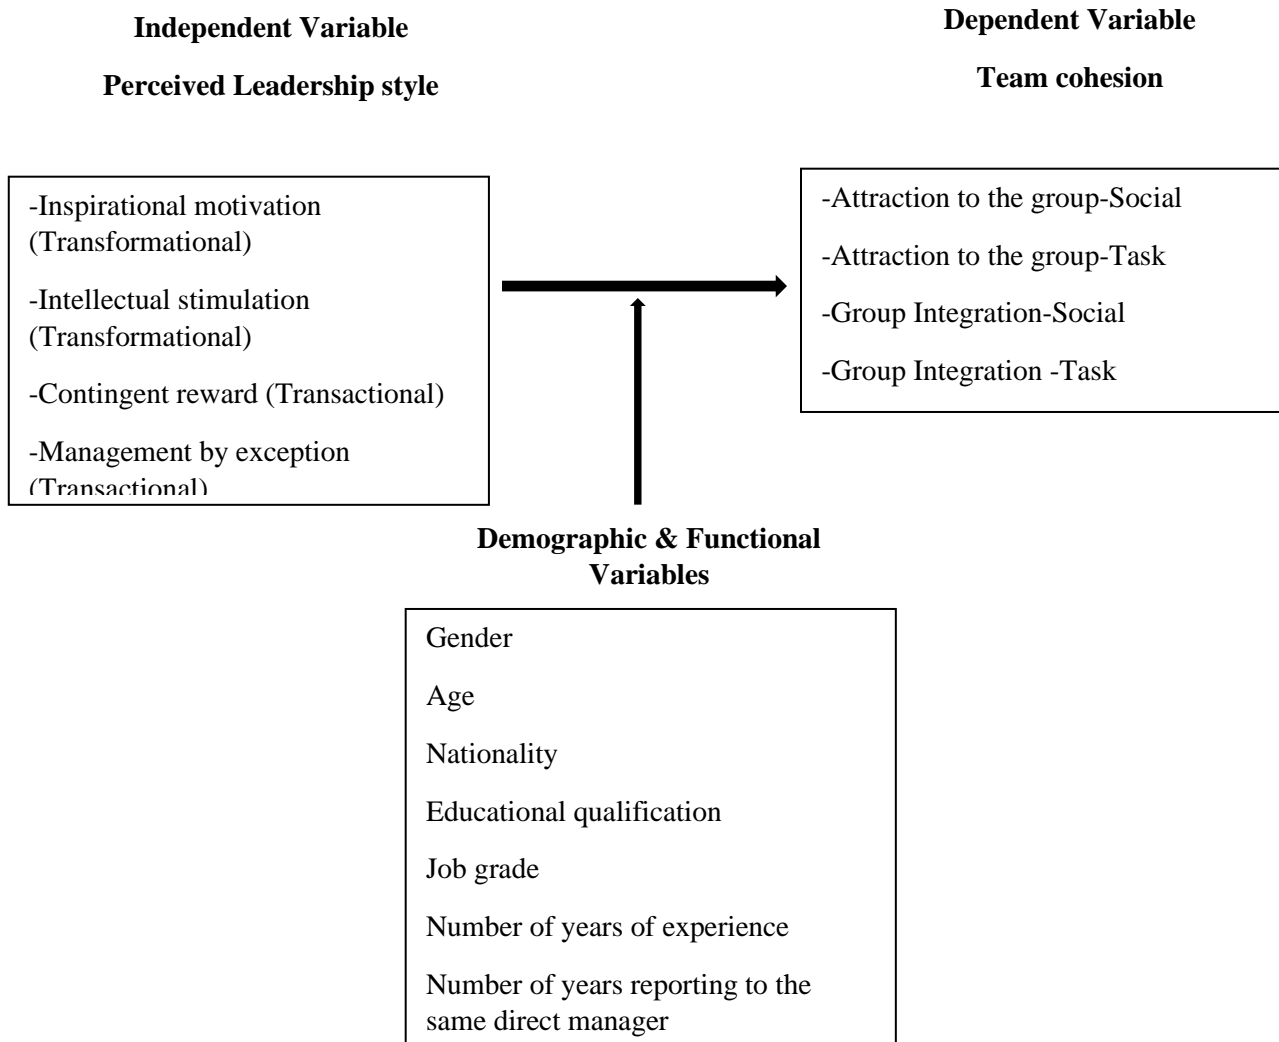 Independent Variable
Perceived Leadership style
-Inspirational motivation
(Transformational)
-Intellectual stimulation
(Transformational)
-Contingent reward (Transactional)
-Management by exception
(Transactional)
Dependent Variable
Team cohesion
-Attraction to the group-Social
-Attraction to the group-Task
-Group Integration-Social
-Group Integration -Task
Demographic & Functional
Variables
Gender
Age
Nationality
Educational qualification
Job grade
Number of years of experience
Number of years reporting to the
same direct manager